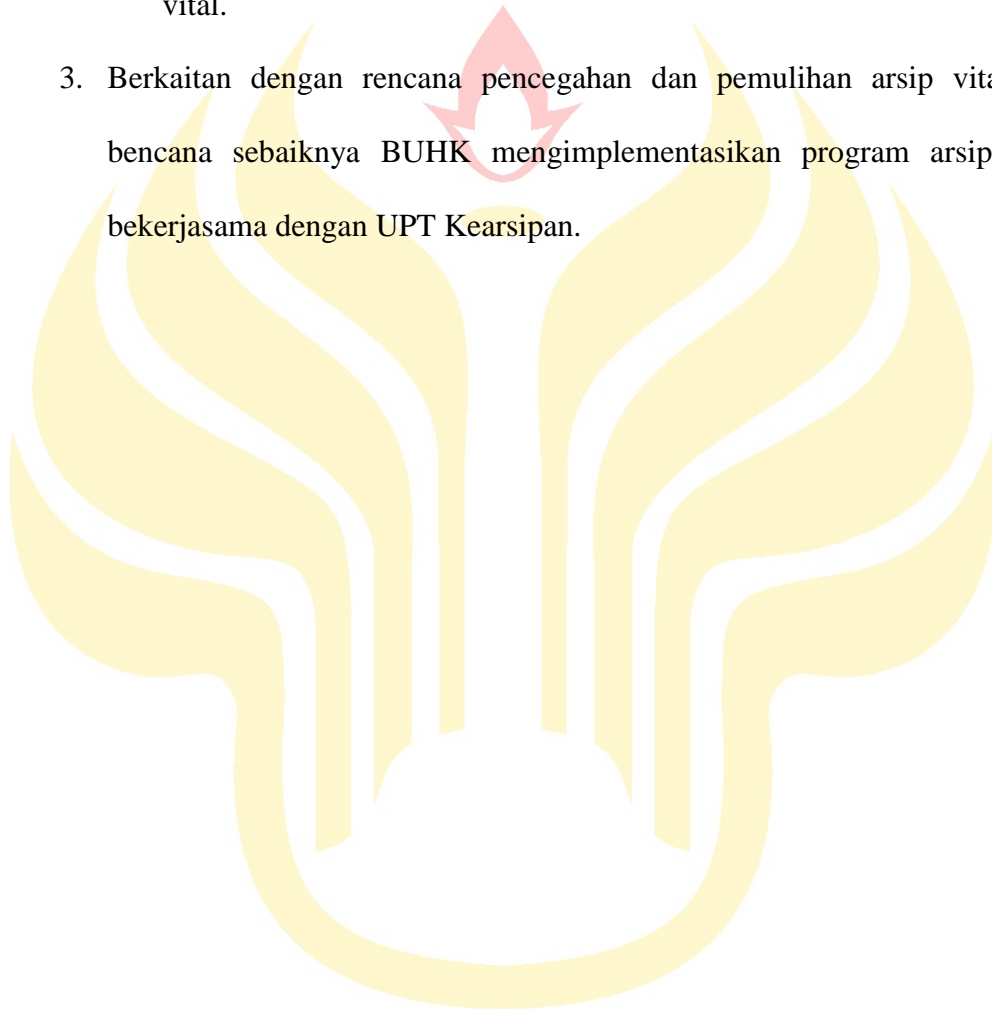 vital.
3. Berkaitan dengan rencana pencegahan dan pemulihan arsip vita
bencana sebaiknya BUHK mengimplementasikan program arsip
bekerjasama dengan UPT Kearsipan.